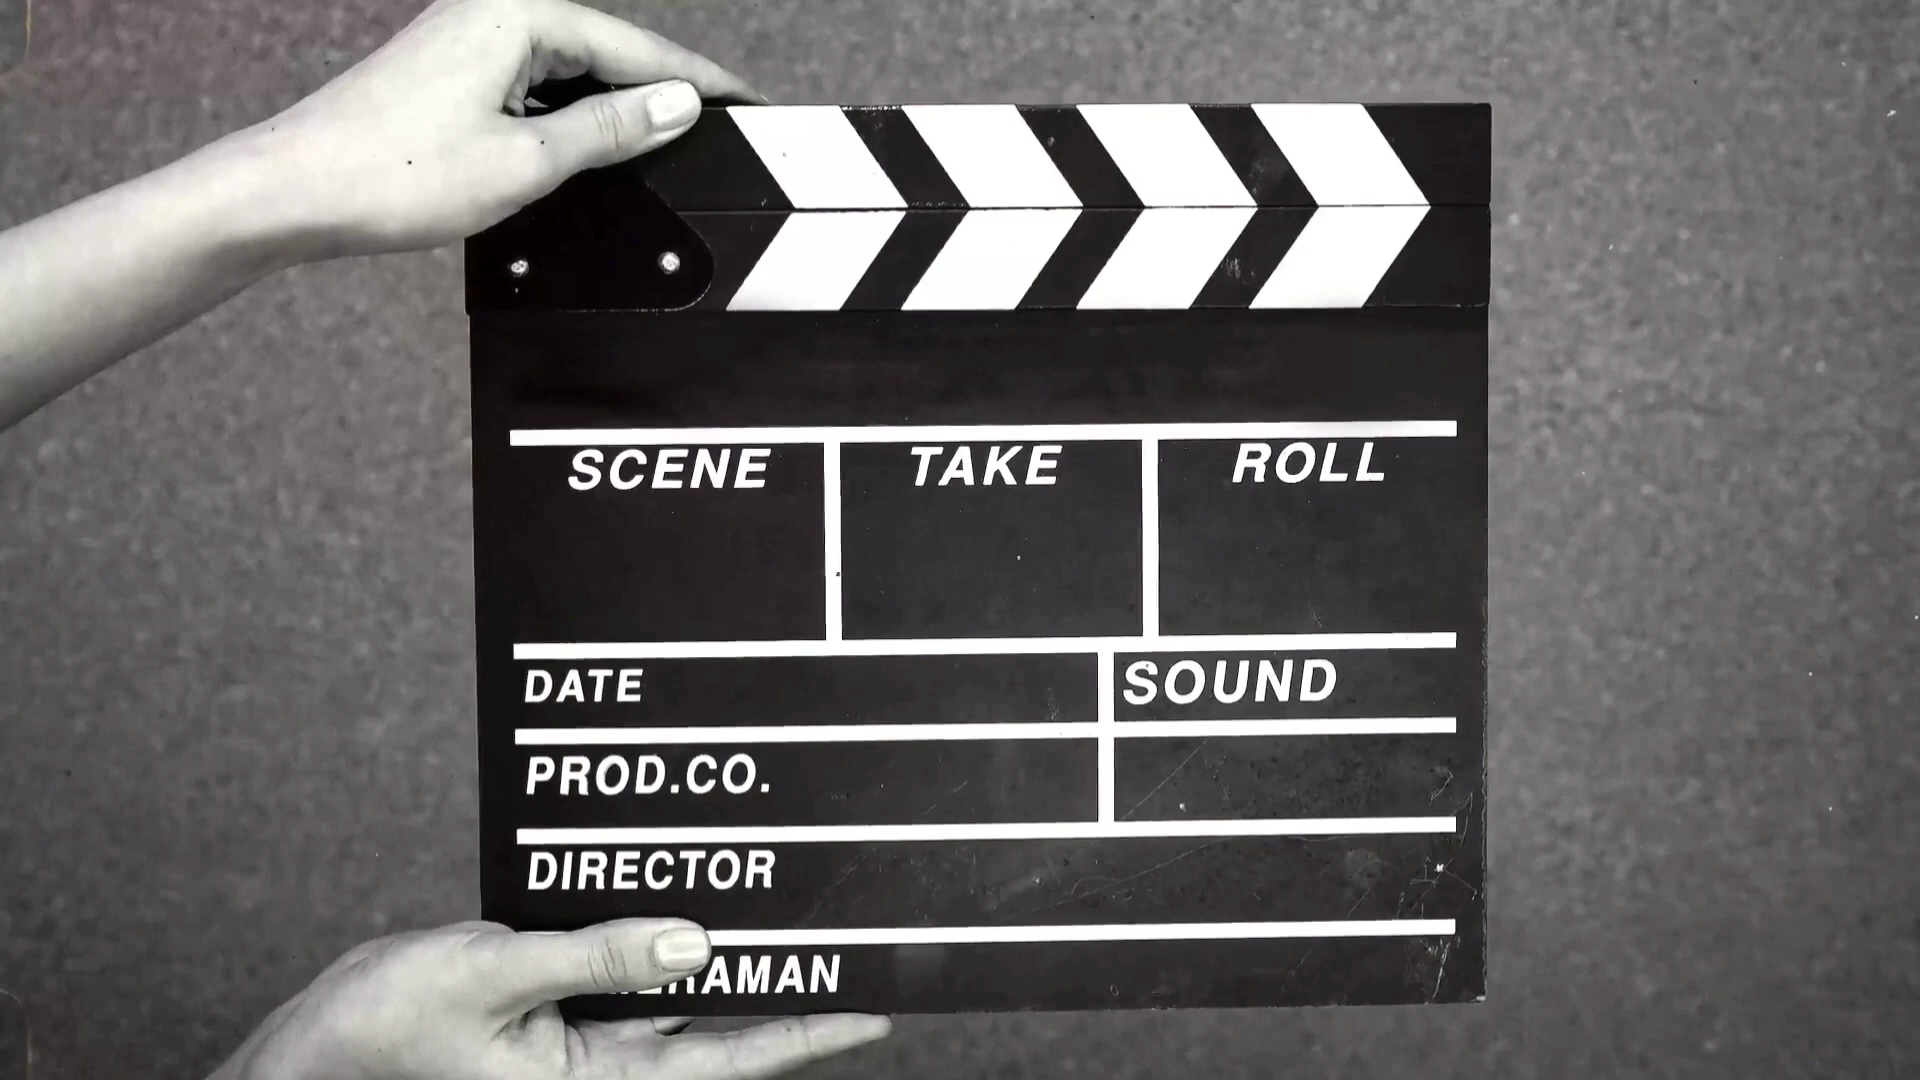 SCENE TAKE ROLL
DATE SOUND
PROD.CO.
DIRECTOR